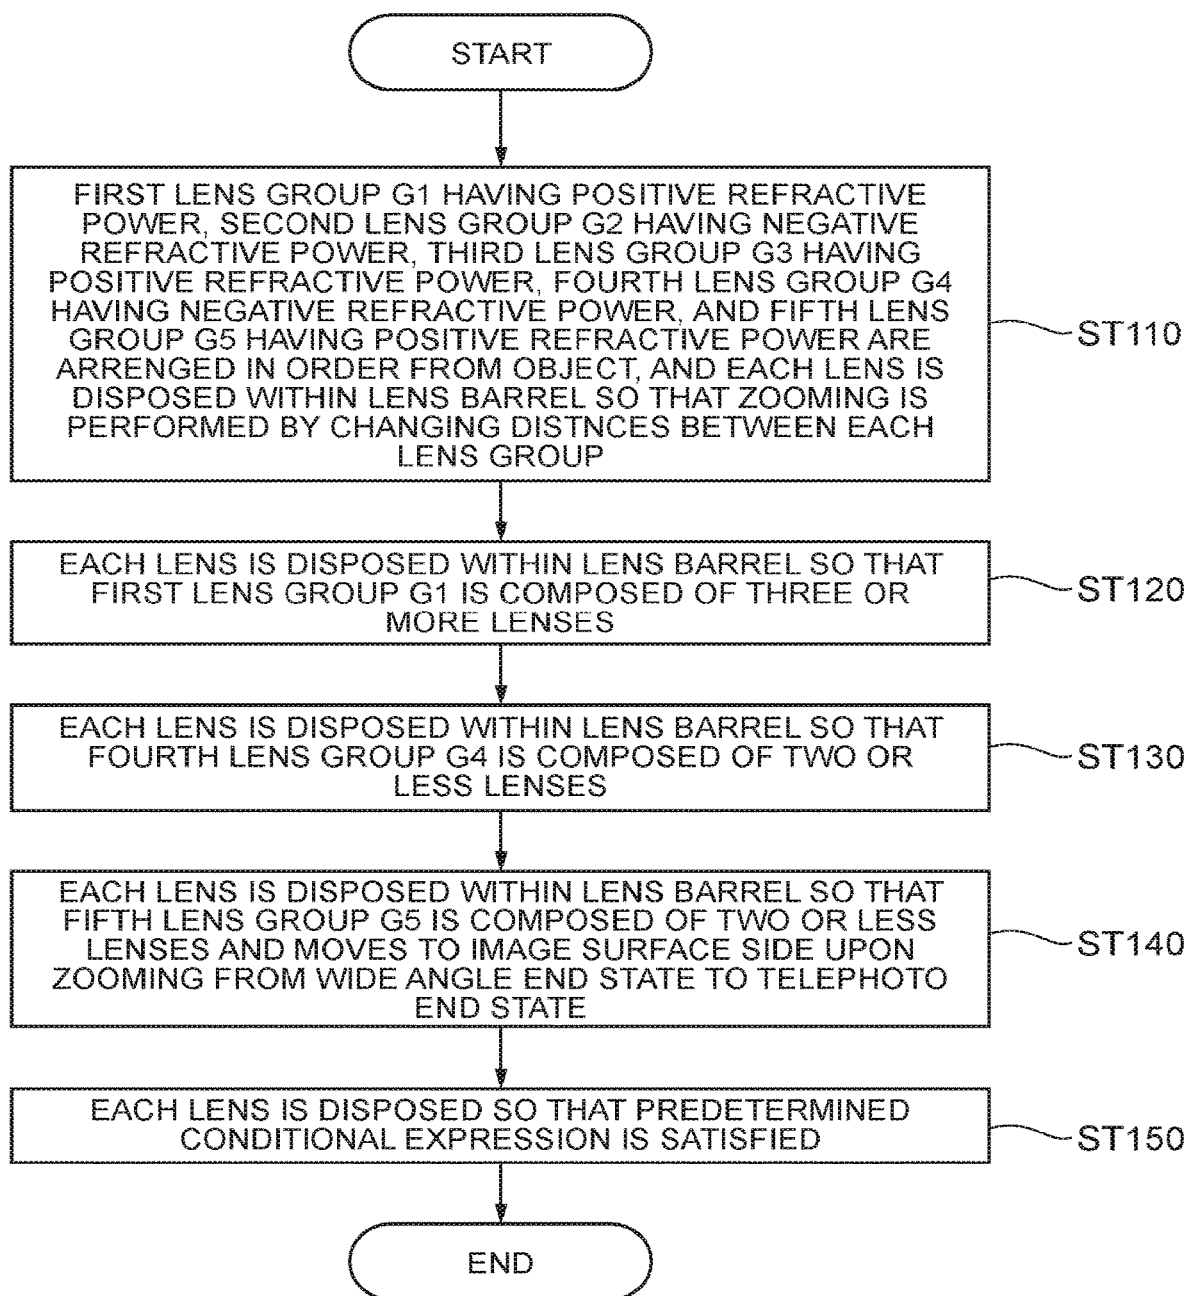 START
FIRST LENS GROUP G1 HAVING POSITIVE REFRACTIVE
POWER, SECOND LENS GROUP G2 HAVING NEGATIVE
REFRACTIVE POWER, THIRD LENS GROUP G3 HAVING
POSITIVE REFRACTIVE POWER, FOURTH LENS GROUP G4
HAVING NEGATIVE REFRACTIVE POWER, AND FIFTH LENS
GROUP G5 HAVING POSITIVE REFRACTIVE POWER ARE
ARRENGED IN ORDER FROM OBJECT, AND EACH LENS IS
DISPOSED WITHIN LENS BARREL SO THAT ZOOMING IS
PERFORMED BY CHANGING DISTNCES BETWEEN EACH
LENS GROUP
ST110
EACH LENS IS DISPOSED WITHIN LENS BARREL SO THAT
FIRST LENS GROUP G1 IS COMPOSED OF THREE OR
MORE LENSES
ST120
EACH LENS IS DISPOSED WITHIN LENS BARREL SO THAT
FOURTH LENS GROUP G4 IS COMPOSED OF TWO OR
LESS LENSES
ST130
EACH LENS IS DISPOSED WITHIN LENS BARREL SO THAT
FIFTH LENS GROUP G5 IS COMPOSED OF TWO OR LESS
LENSES AND MOVES TO IMAGE SURFACE SIDE UPON
ZOOMING FROM WIDE ANGLE END STATE TO TELEPHOTO
END STATE
ST140
EACH LENS IS DISPOSED SO THAT PREDETERMINED
CONDITIONAL EXPRESSION IS SATISFIED
ST150
END